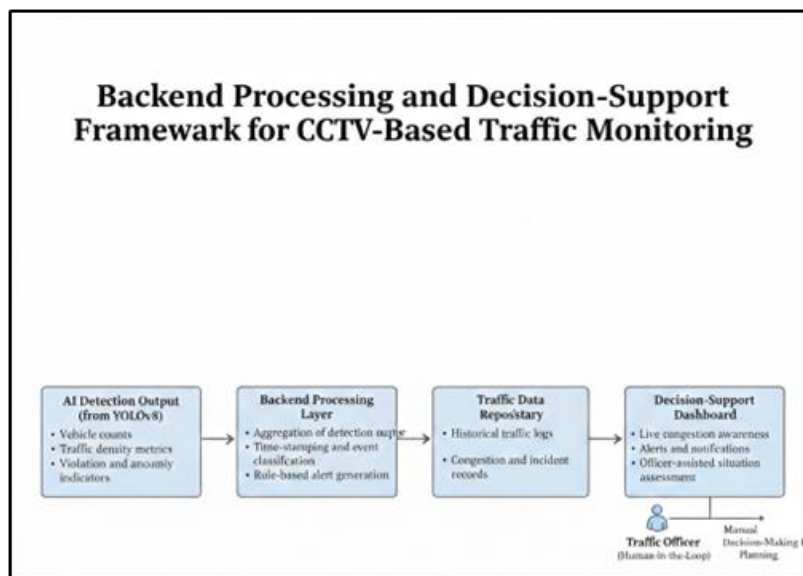 Backend Processing and Decision-Support
Framewark for CCTV-Based Traffic Monitoring
AI Detection Output
(from YOLOv8)
• Vehicle counts
• Traffic density metrics
• Violation and anomaly
indicators
Backend Processing
Layer
• Aggregation of detection
• Time-stamping and event
classification
• Rule-based alert generation
Traffic Data
Repos'stary
• Historical traffic logs
• Congestion and incident
records
Decision-Support
Dashboard
• Live congestion awareness
• Alerts and notifications
• Officer-assisted situation
assessment
Traffic Officer
(Human-in-the-Loop)
Manual
Decision-Making
Planning